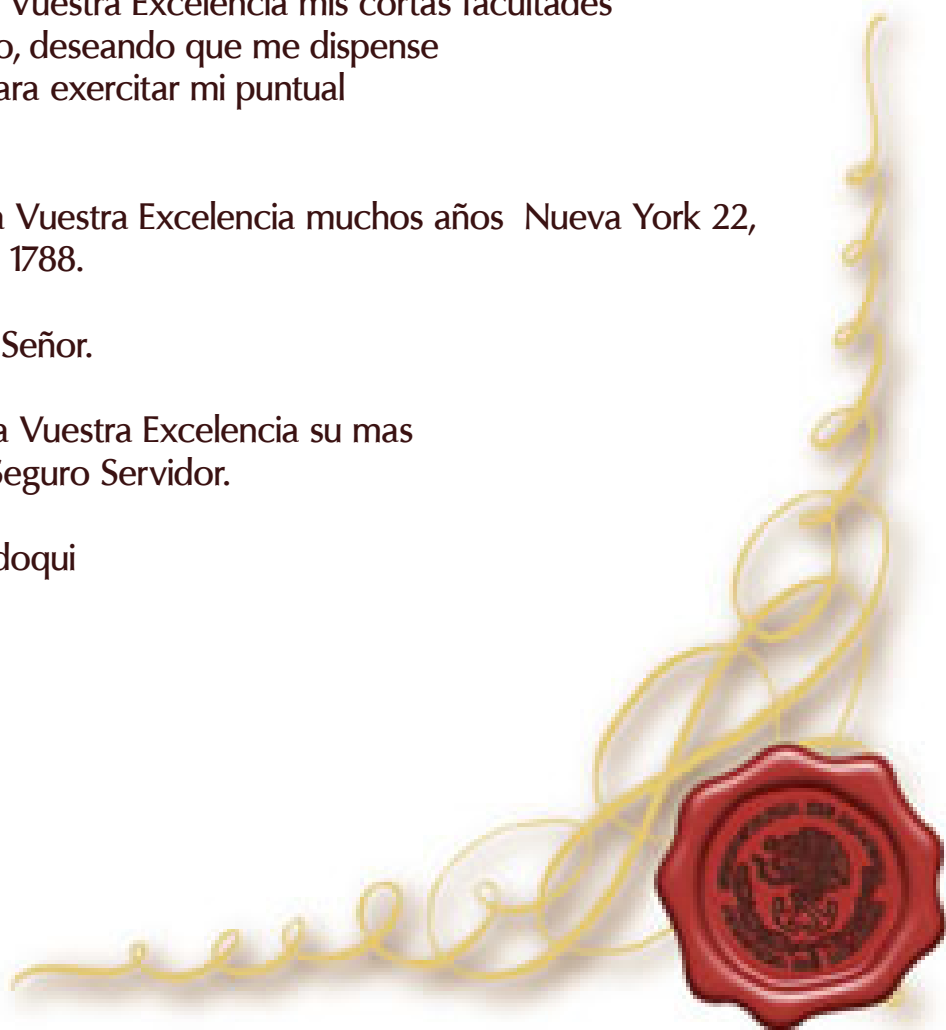 Vuestra Excelencia mis cortas facultades
o, deseando que me dispense
ara exercitar mi puntual
a Vuestra Excelencia muchos años Nueva York 22,
1788.
Señor.
a Vuestra Excelencia su mas
Seguro Servidor.
doqui